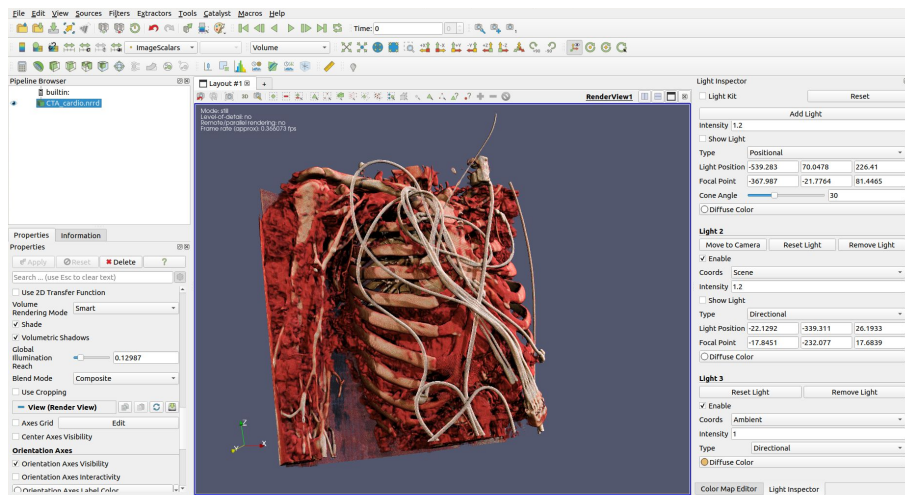 File Edit View Sources Filters Extractors Tools Catalyst Macros Help
Time: 0
0
ImageScalars
Volume
Pipeline Browser
builtin:
CTA_cardio.nrrd
Properties Information
Properties
Apply Reset Delete ?
Search ... (use Esc to clear text)
Use 2D Transfer Function
Volume Rendering Mode Smart
Shade
Volumetric Shadows
Global Illumination Reach 0.12987
Blend Mode Composite
Use Cropping
View (Render View)
Axes Grid Edit
Center Axes Visibility
Orientation Axes
Orientation Axes Visibility
Orientation Axes Interactivity
Orientation Axes Label Color
Layout #1 +
3D
RenderView1
Mode: still
Level-of-detail: no
Remote/parallel rendering: no
Frame rate (approx): 0.366073 fps
Z
Y X
Light Inspector
Light Kit Reset
Add Light
Intensity 1.2
Show Light
Type Positional
Light Position -539.283 70.0478 226.41
Focal Point -367.987 -21.7764 81.4465
Cone Angle 30
Diffuse Color
Light 2
Move to Camera Reset Light Remove Light
Enable
Coords Scene
Intensity 1.2
Show Light
Type Directional
Light Position -22.1292 -339.311 26.1933
Focal Point -17.8451 -232.077 17.6839
Diffuse Color
Light 3
Reset Light Remove Light
Enable
Coords Ambient
Intensity 1
Type Directional
Diffuse Color
Color Map Editor Light Inspector